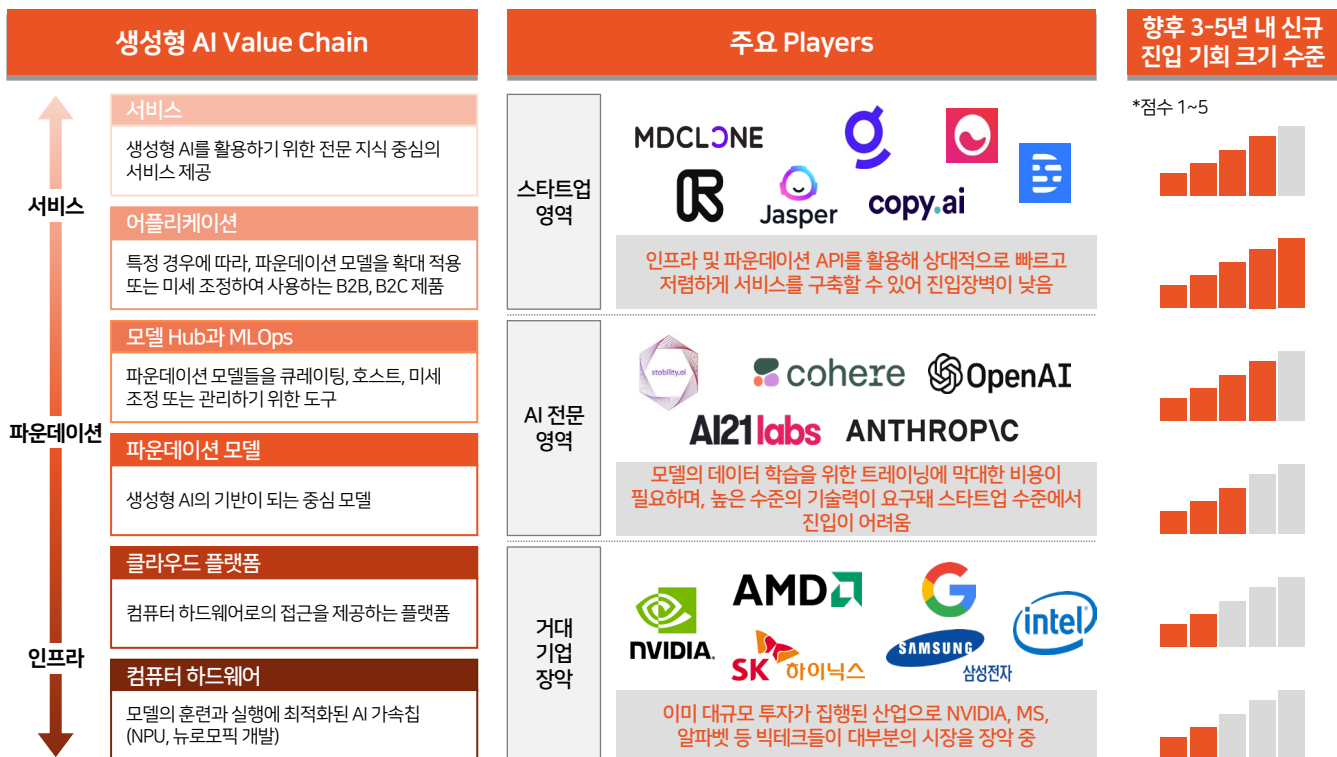 생성형 AI Value Chain
주요 Players
향후 3-5년 내 신규
진입 기회 크기 수준
*점수 1~5
서비스
파운데이션
인프라
서비스
생성형 AI를 활용하기 위한 전문 지식 중심의
서비스 제공
어플리케이션
특정 경우에 따라, 파운데이션 모델을 확대 적용
또는 미세 조정하여 사용하는 B2B, B2C 제품
모델 Hub과 MLOps
파운데이션 모델들을 큐레이팅, 호스트, 미세
조정 또는 관리하기 위한 도구
파운데이션 모델
생성형 AI의 기반이 되는 중심 모델
클라우드 플랫폼
컴퓨터 하드웨어로의 접근을 제공하는 플랫폼
컴퓨터 하드웨어
모델의 훈련과 실행에 최적화된 AI 가속칩
(NPU, 뉴로모픽 개발)
스타트업
영역
MDCLONE
Jasper
copy.ai
인프라 및 파운데이션 API를 활용해 상대적으로 빠르고
저렴하게 서비스를 구축할 수 있어 진입장벽이 낮음
AI 전문
영역
stability.ai
cohere
OpenAI
AI21labs
ANTHROP\C
모델의 데이터 학습을 위한 트레이닝에 막대한 비용이
필요하며, 높은 수준의 기술력이 요구돼 스타트업 수준에서
진입이 어려움
거대
기업
장악
NVIDIA.
AMD
G
intel
SK 하이닉스
SAMSUNG
삼성전자
이미 대규모 투자가 집행된 산업으로 NVIDIA, MS,
알파벳 등 빅테크들이 대부분의 시장을 장악 중